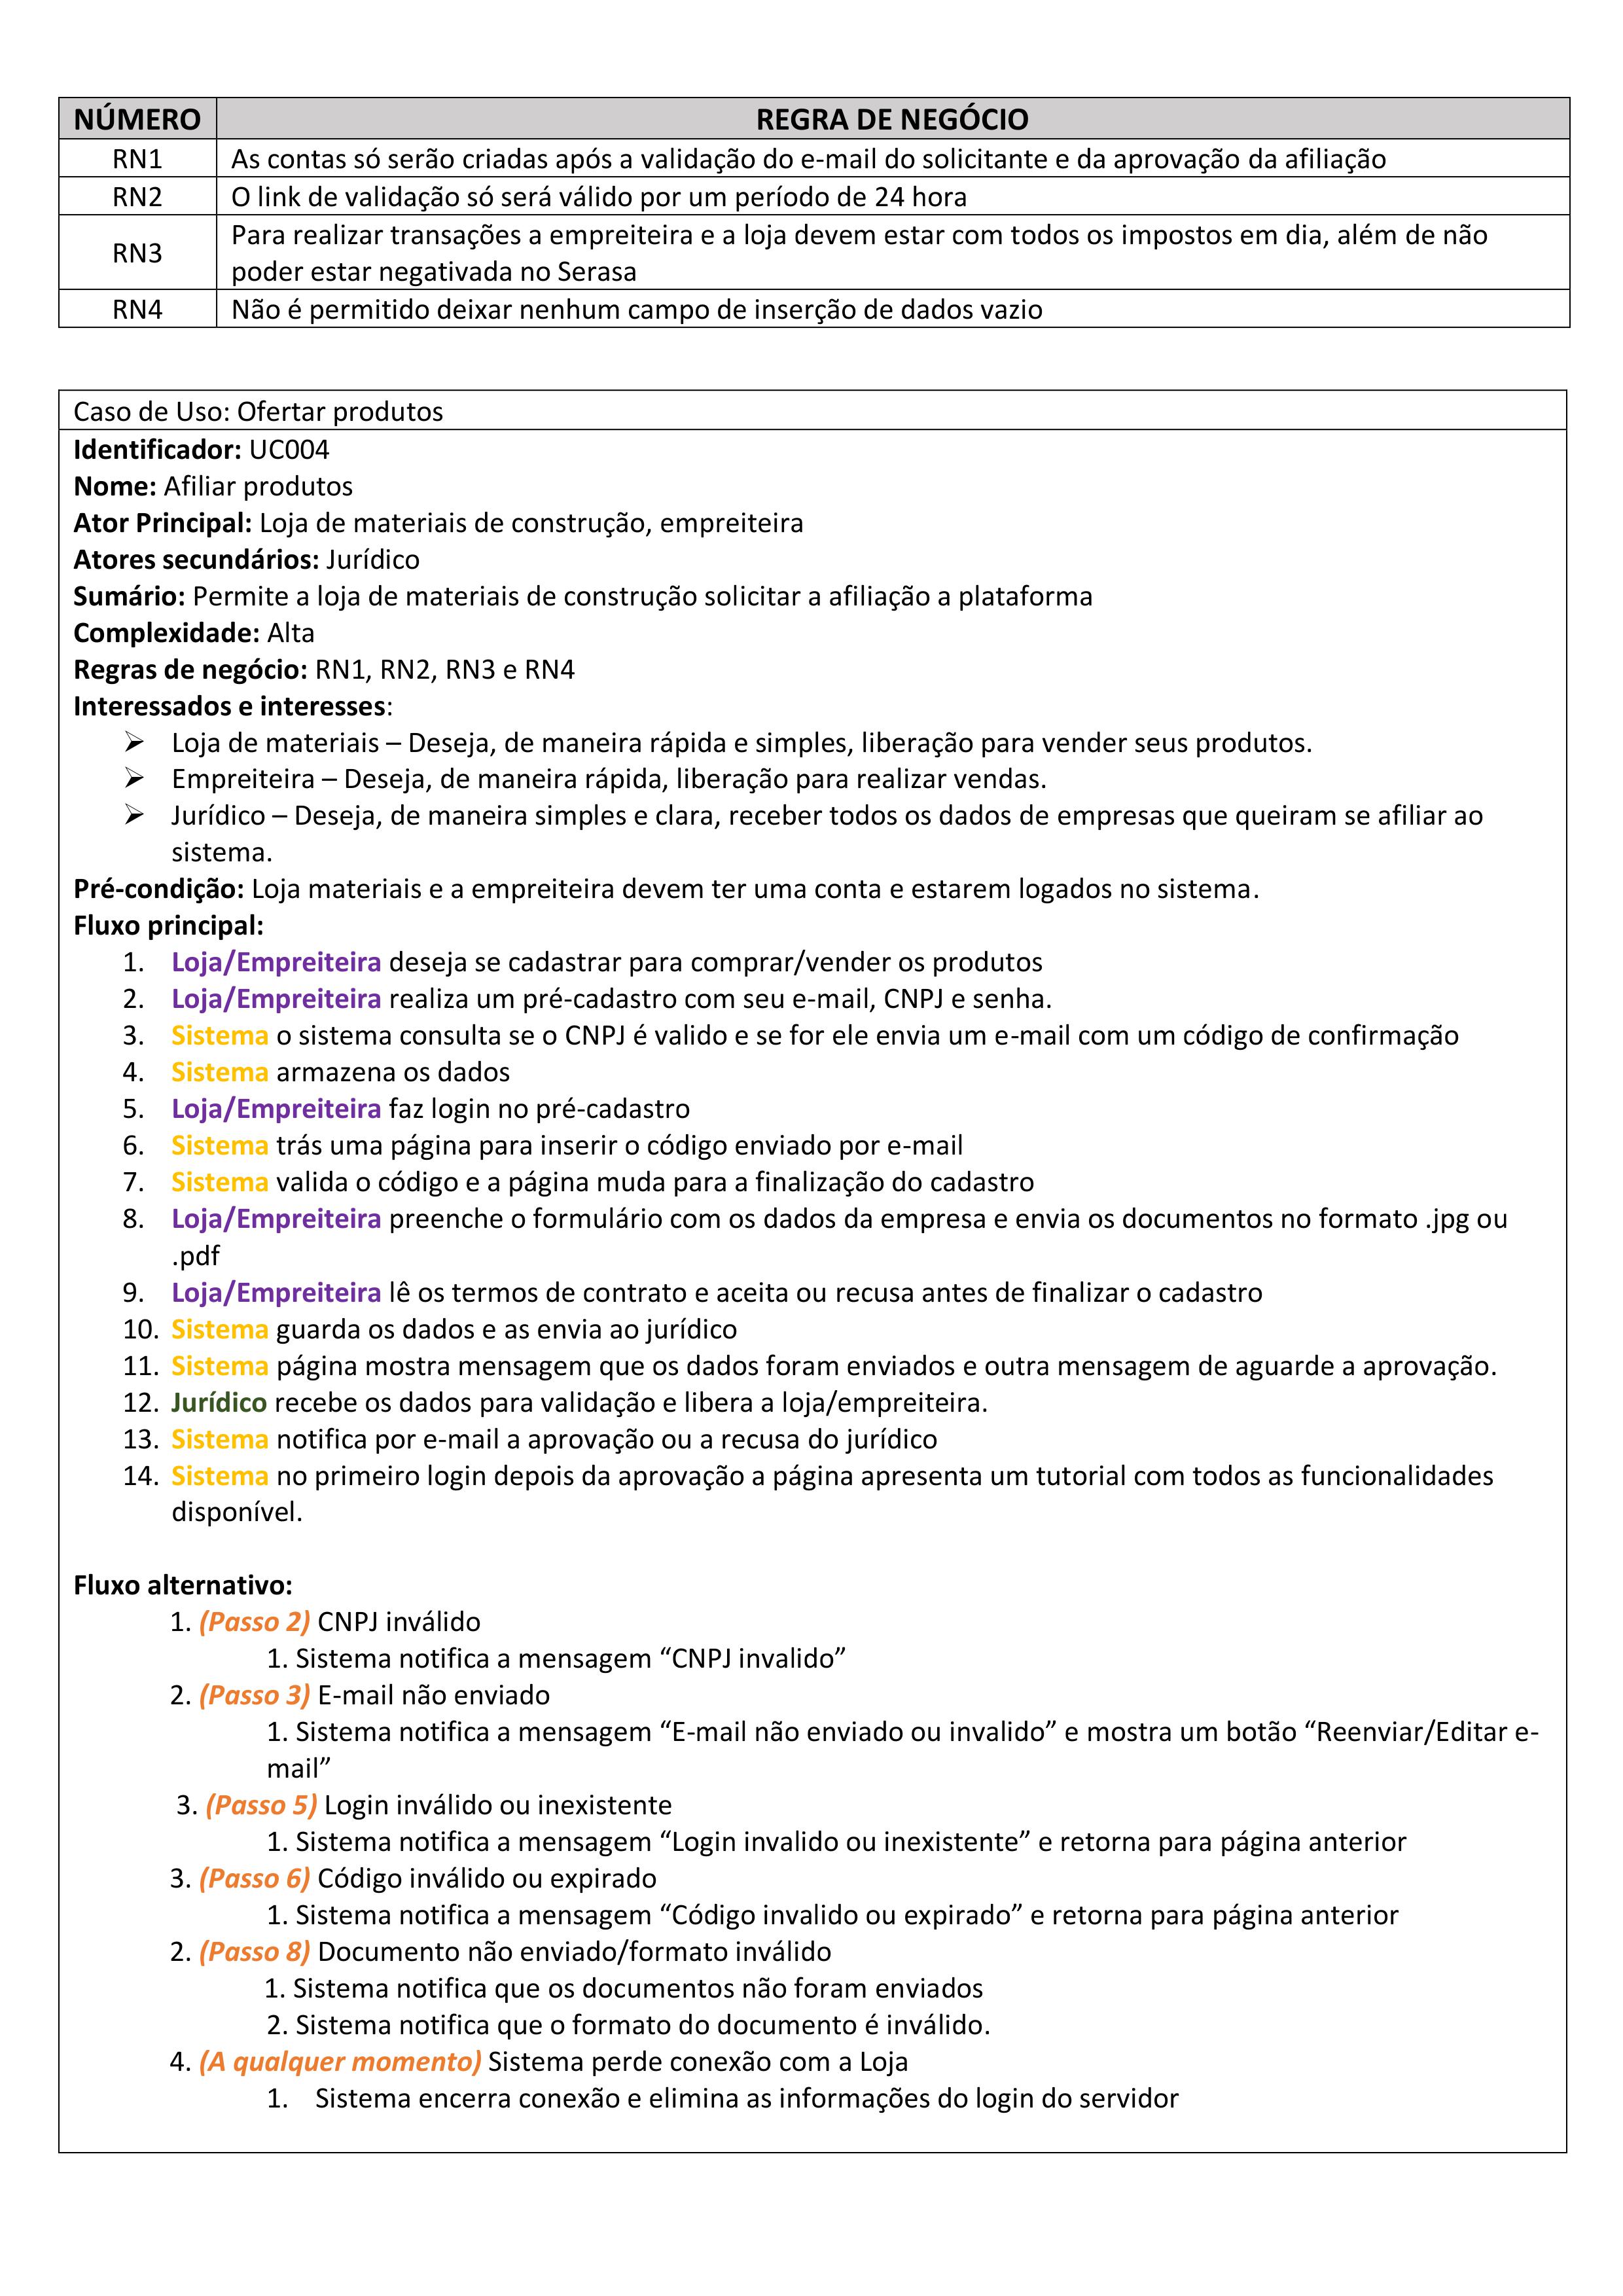 NÚMERO REGRA DE NEGÓCIO
RN1 As contas só serão criadas após a validação do e-mail do solicitante e da aprovação da afiliação
RN2 O link de validação só será válido por um período de 24 hora
RN3 Para realizar transações a empreiteira e a loja devem estar com todos os impostos em dia, além de não
poder estar negativada no Serasa
RN4 Não é permitido deixar nenhum campo de inserção de dados vazio
Caso de Uso: Ofertar produtos
Identificador: UC004
Nome: Afiliar produtos
Ator Principal: Loja de materiais de construção, empreiteira
Atores secundários: Jurídico
Sumário: Permite a loja de materiais de construção solicitar a afiliação a plataforma
Complexidade: Alta
Regras de negócio: RN1, RN2, RN3 e RN4
Interessados e interesses:
➢ Loja de materiais – Deseja, de maneira rápida e simples, liberação para vender seus produtos.
➢ Empreiteira – Deseja, de maneira rápida, liberação para realizar vendas.
➢ Jurídico – Deseja, de maneira simples e clara, receber todos os dados de empresas que queiram se afiliar ao
sistema.
Pré-condição: Loja materiais e a empreiteira devem ter uma conta e estarem logados no sistema.
Fluxo principal:
1. Loja/Empreiteira deseja se cadastrar para comprar/vender os produtos
2. Loja/Empreiteira realiza um pré-cadastro com seu e-mail, CNPJ e senha.
3. Sistema o sistema consulta se o CNPJ é valido e se for ele envia um e-mail com um código de confirmação
4. Sistema armazena os dados
5. Loja/Empreiteira faz login no pré-cadastro
6. Sistema trás uma página para inserir o código enviado por e-mail
7. Sistema valida o código e a página muda para a finalização do cadastro
8. Loja/Empreiteira preenche o formulário com os dados da empresa e envia os documentos no formato .jpg ou
.pdf
9. Loja/Empreiteira lê os termos de contrato e aceita ou recusa antes de finalizar o cadastro
10. Sistema guarda os dados e as envia ao jurídico
11. Sistema página mostra mensagem que os dados foram enviados e outra mensagem de aguarde a aprovação.
12. Jurídico recebe os dados para validação e libera a loja/empreiteira.
13. Sistema notifica por e-mail a aprovação ou a recusa do jurídico
14. Sistema no primeiro login depois da aprovação a página apresenta um tutorial com todos as funcionalidades
disponível.
Fluxo alternativo:
1. (Passo 2) CNPJ inválido
1. Sistema notifica a mensagem “CNPJ invalido”
2. (Passo 3) E-mail não enviado
1. Sistema notifica a mensagem “E-mail não enviado ou invalido” e mostra um botão “Reenviar/Editar e-
mail”
3. (Passo 5) Login inválido ou inexistente
1. Sistema notifica a mensagem “Login invalido ou inexistente” e retorna para página anterior
3. (Passo 6) Código inválido ou expirado
1. Sistema notifica a mensagem “Código invalido ou expirado” e retorna para página anterior
2. (Passo 8) Documento não enviado/formato inválido
1. Sistema notifica que os documentos não foram enviados
2. Sistema notifica que o formato do documento é inválido.
4. (A qualquer momento) Sistema perde conexão com a Loja
1. Sistema encerra conexão e elimina as informações do login do servidor